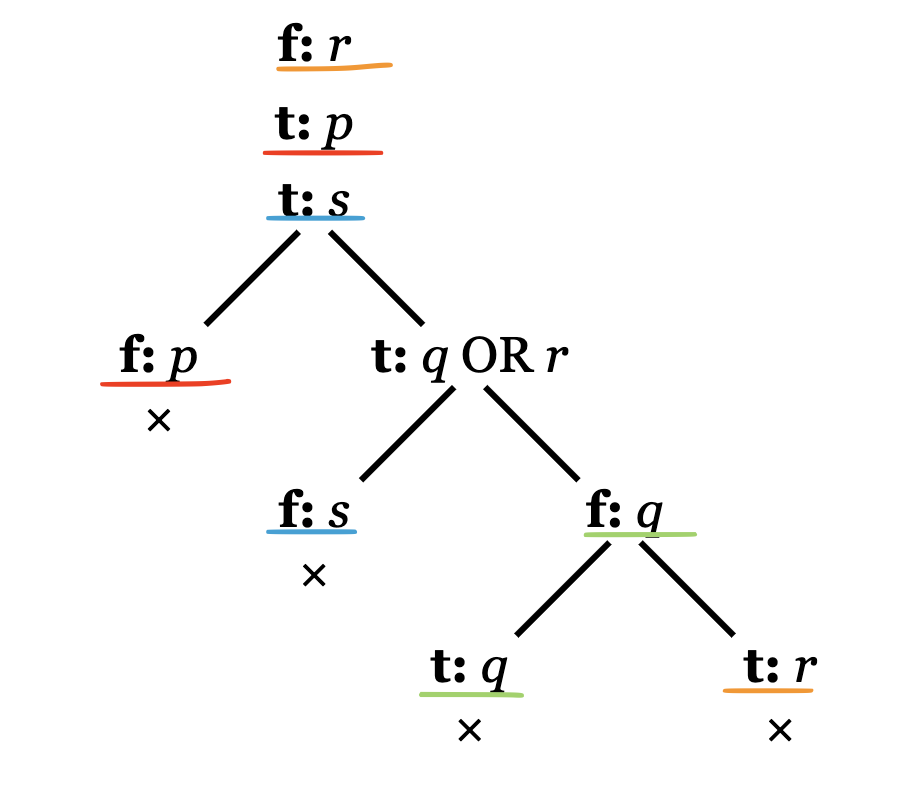 f: r
t: p
t: s
f: p
t: q OR r
×
f: s
f: q
×
t: q
t: r
×
×